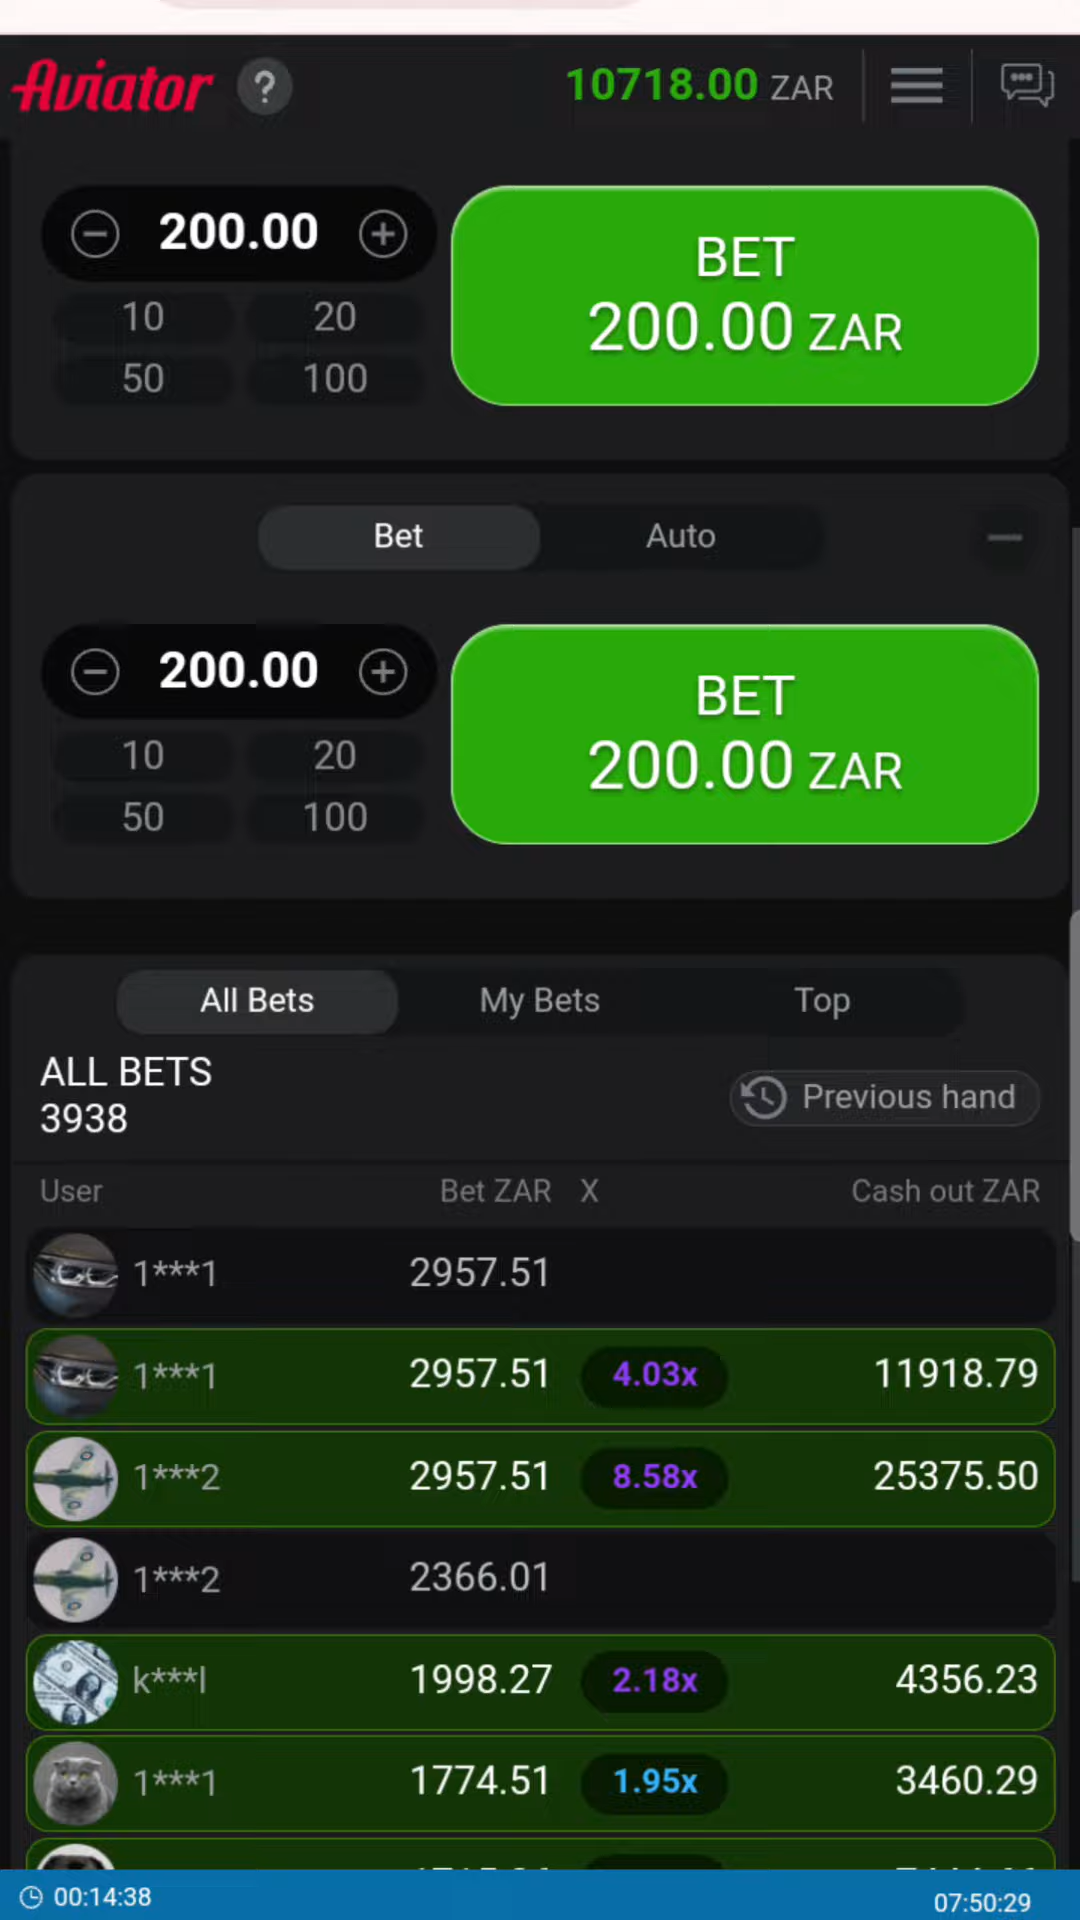 Aviator ? 10718.00 ZAR
200.00
BET
200.00 ZAR
10 20
50 100
Bet Auto
200.00
BET
200.00 ZAR
10 20
50 100
All Bets My Bets Top
ALL BETS
3938
Previous hand
User Bet ZAR X Cash out ZAR
1***1 2957.51
1***1 2957.51 4.03x 11918.79
1***2 2957.51 8.58x 25375.50
1***2 2366.01
k***l 1998.27 2.18x 4356.23
1***1 1774.51 1.95x 3460.29
00:14:38 07:50:29